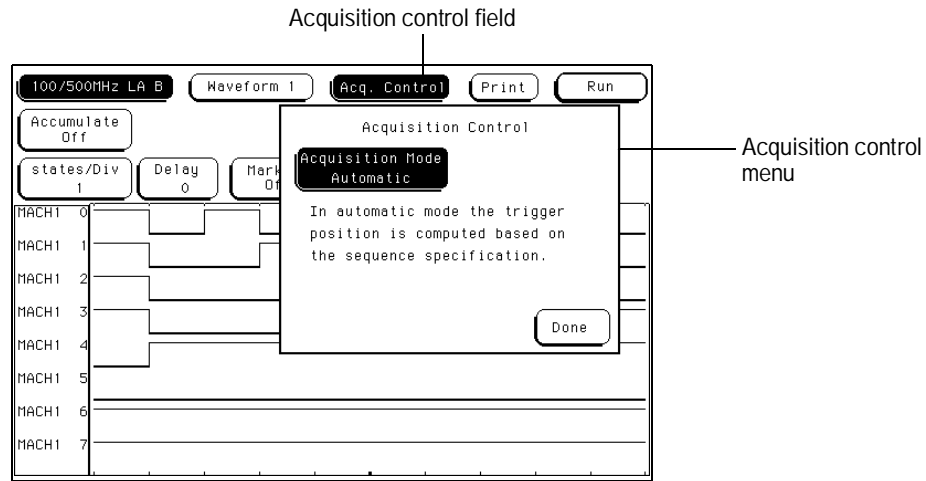 Acquisition control field
100/500MHz LA B
Waveform 1
Acq. Control
Print
Run
Accumulate
Off
Acquisition Control
states/Div
1
Delay
0
Acquisition Mode
Automatic
In automatic mode the trigger
position is computed based on
the sequence specification.
Done
Acquisition control
menu
MACH1 0
MACH1 1
MACH1 2
MACH1 3
MACH1 4
MACH1 5
MACH1 6
MACH1 7